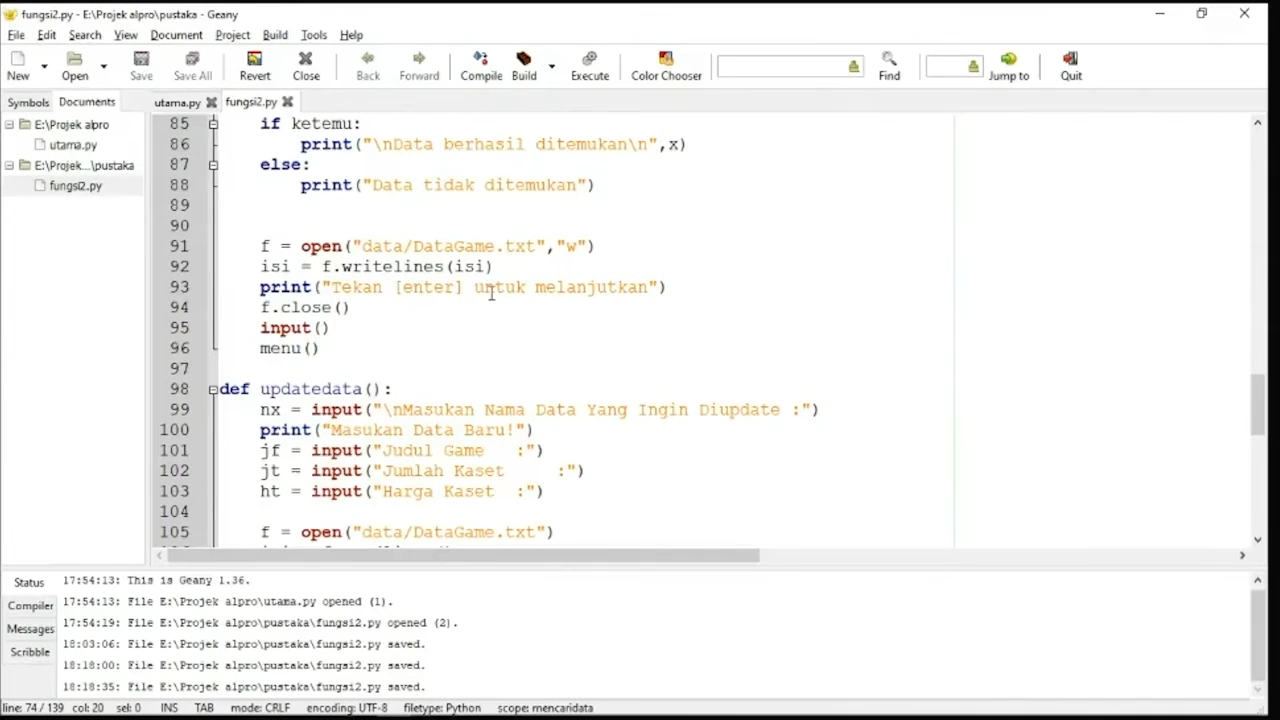 fungsi2.py - E:\Projek alpro\pustaka - Geany
File Edit Search View Document Project Build Tools Help
New Open Save Save All Revert Close Back Forward Compile Build Execute Color Chooser Find Jump to Quit
Symbols Documents utama.py fungsi2.py
E:\Projek alpro
utama.py
E:\Projek...\pustaka
fungsi2.py
85 if ketemu:
86 print("\nData berhasil ditemukan\n",x)
87 else:
88 print("Data tidak ditemukan")
89
90
91 f = open("data/DataGame.txt","w")
92 isi = f.writelines(isi)
93 print("Tekan [enter] untuk melanjutkan")
94 f.close()
95 input()
96 menu()
97
98 def updatedata():
99 nx = input("\nMasukan Nama Data Yang Ingin Diupdate :")
100 print("Masukan Data Baru!")
101 jf = input("Judul Game   :")
102 jt = input("Jumlah Kaset     :")
103 ht = input("Harga Kaset  :")
104
105 f = open("data/DataGame.txt")
Status
Compiler
Messages
Scribble
17:54:13: This is Geany 1.36.
17:54:13: File E:\Projek alpro\utama.py opened (1).
17:54:19: File E:\Projek alpro\pustaka\fungsi2.py opened (2).
18:03:06: File E:\Projek alpro\pustaka\fungsi2.py saved.
18:18:00: File E:\Projek alpro\pustaka\fungsi2.py saved.
18:18:35: File E:\Projek alpro\pustaka\fungsi2.py saved.
line: 74 / 139 col: 20 sel: 0 INS TAB mode: CRLF encoding: UTF-8 filetype: Python scope: mencaridata